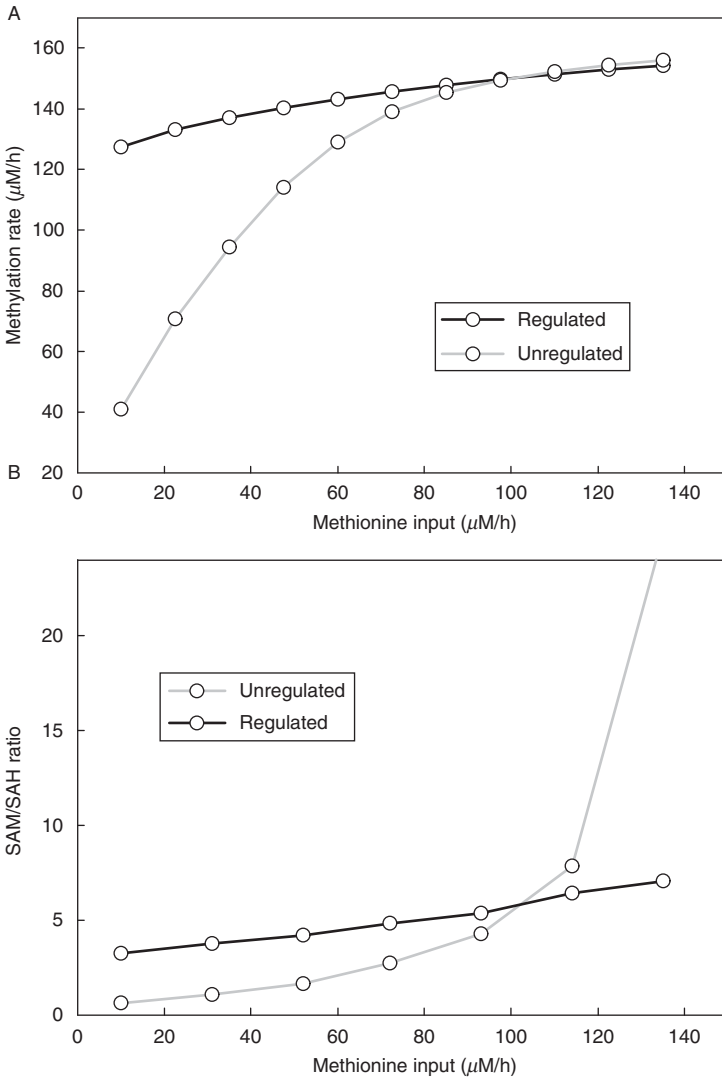 A
160
140
120
100
80
60
40
20
Methylation rate (μM/h)
Regulated
Unregulated
0 20 40 60 80 100 120 140
Methionine input (μM/h)
B
20
15
10
5
0
SAM/SAH ratio
Unregulated
Regulated
0 20 40 60 80 100 120 140
Methionine input (μM/h)